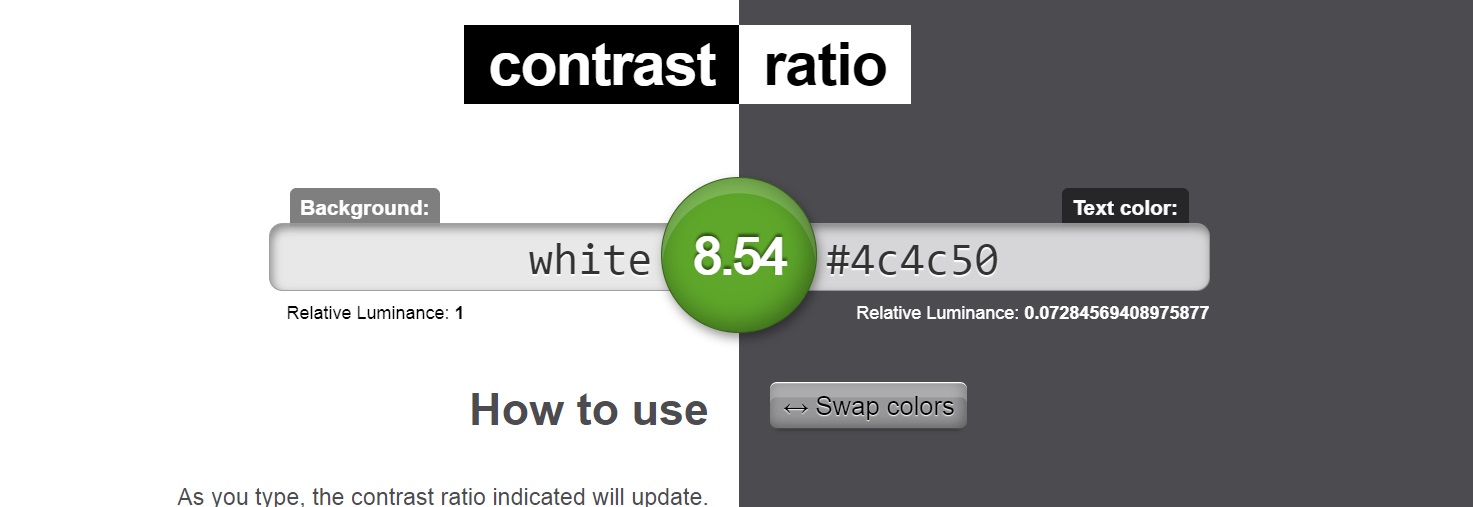 contrast ratio
Background: Text color:
white 8.54 #4c4c50
Relative Luminance: 1 Relative Luminance: 0.07284569408975877
How to use ↔ Swap colors
As you type, the contrast ratio indicated will update.